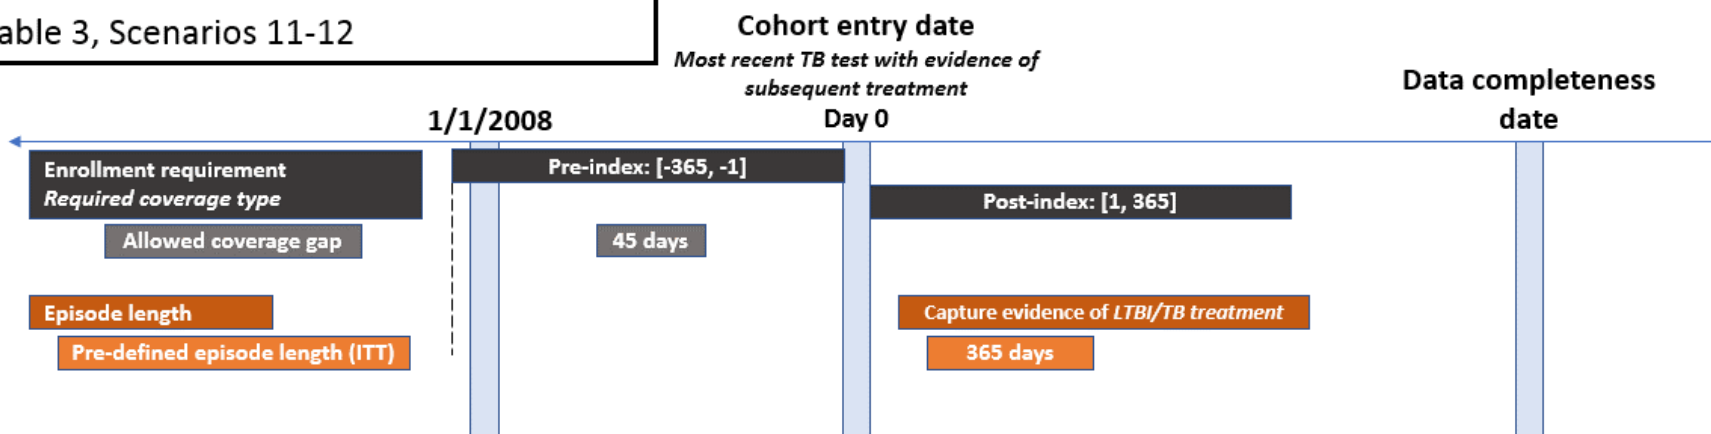 able 3, Scenarios 11-12
Cohort entry date
Most recent TB test with evidence of
subsequent treatment
Day 0
1/1/2008
Data completeness
date
Enrollment requirement
Required coverage type
Pre-index: [-365, -1]
Post-index: [1, 365]
Allowed coverage gap
45 days
Episode length
Capture evidence of LTBI/TB treatment
Pre-defined episode length (ITT)
365 days